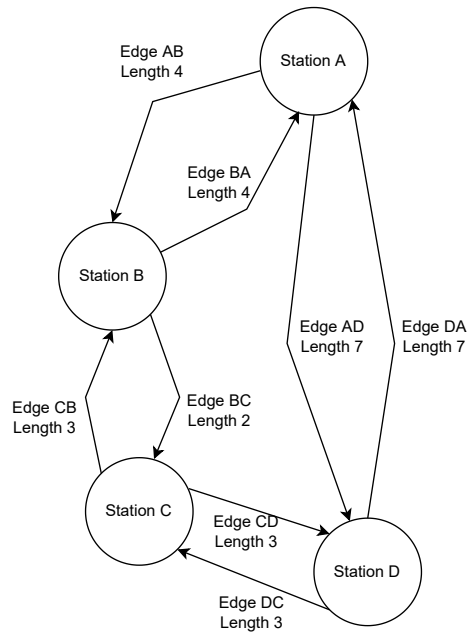 Edge AB
Length 4
Station A
Edge BA
Length 4
Station B
Edge AD
Length 7
Edge DA
Length 7
Edge CB
Length 3
Edge BC
Length 2
Station C
Edge CD
Length 3
Station D
Edge DC
Length 3